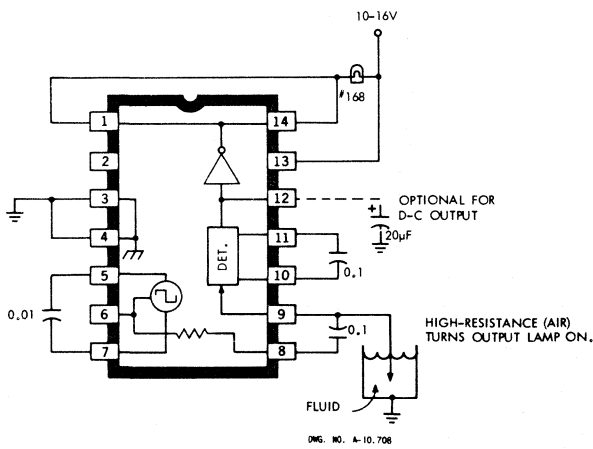 10-16V
#168
1
14
2
13
3
12
OPTIONAL FOR
D-C OUTPUT
+
20µF
4
11
DET.
0.1
5
10
0.01
6
9
0.1
HIGH-RESISTANCE (AIR)
TURNS OUTPUT LAMP ON.
7
8
FLUID
DWG. NO. A-10.708